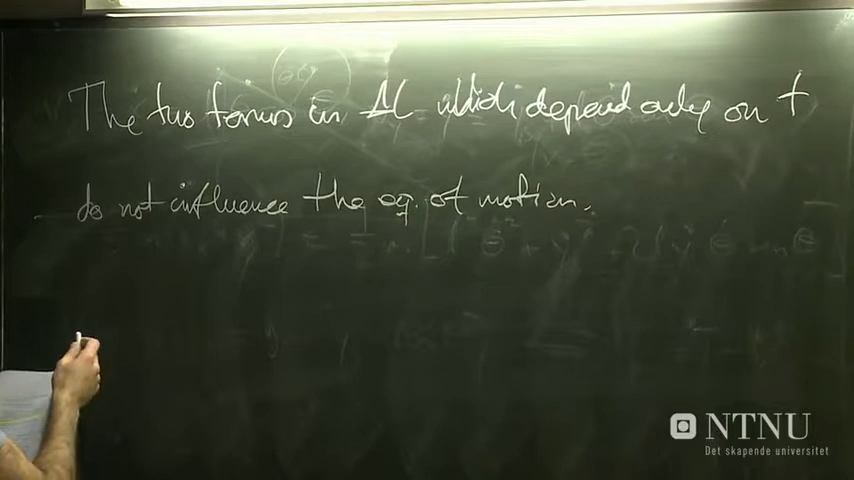 The two terms in L which depend only on t
do not influence the eq. of motion.
NTNU
Det skapende universitet